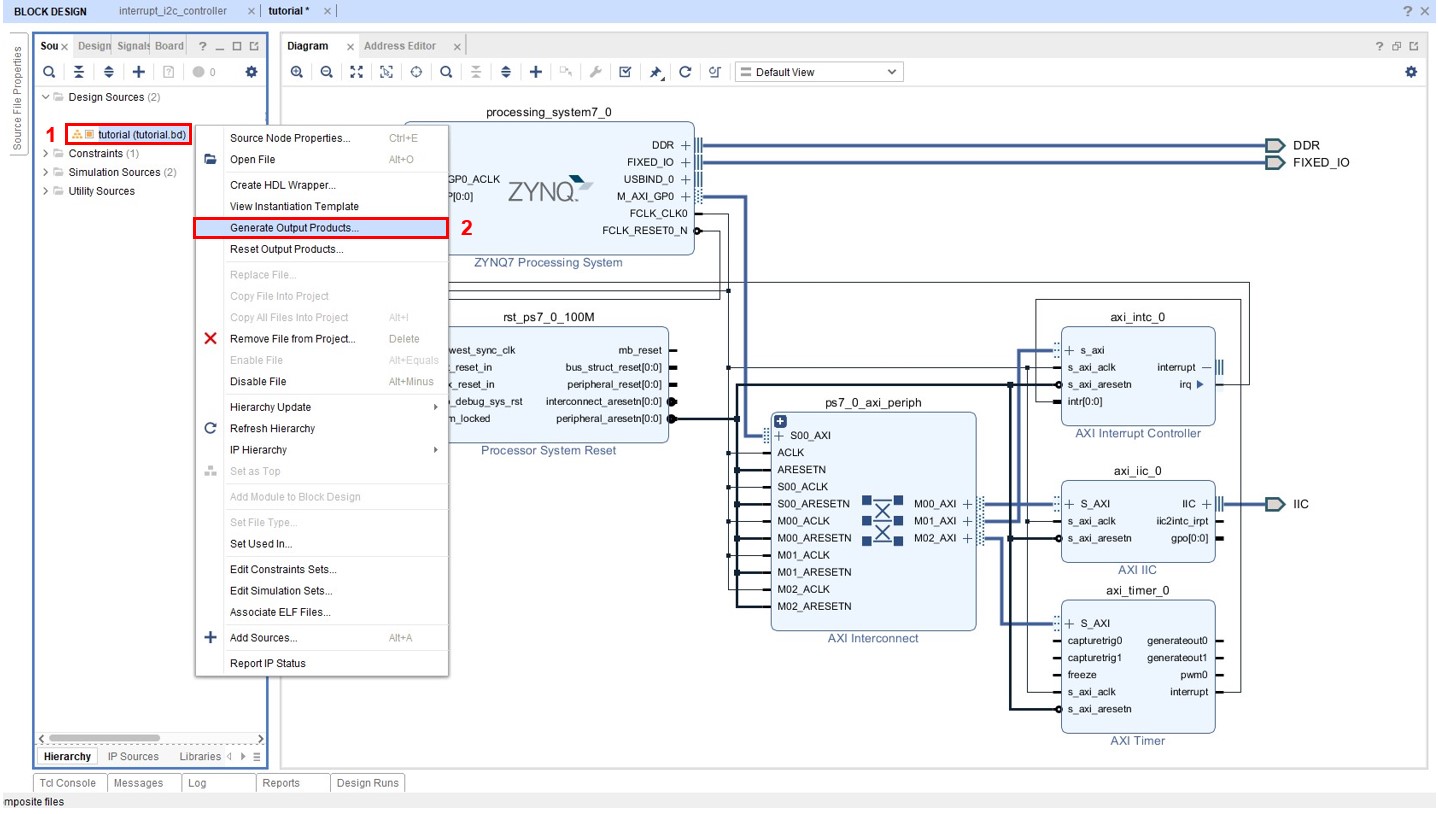 BLOCK DESIGN
interrupt_i2c_controller
tutorial *
Source File Properties
Sou
Design
Signals
Board
Design Sources (2)
1
tutorial (tutorial.bd)
Constraints (1)
Simulation Sources (2)
Utility Sources
Source Node Properties... Ctrl+E
Open File Alt+O
Create HDL Wrapper...
View Instantiation Template
Generate Output Products...
2
Reset Output Products...
Replace File...
Copy File Into Project
Copy All Files Into Project Alt+I
Remove File from Project... Delete
Enable File Alt+Equals
Disable File Alt+Minus
Hierarchy Update
Refresh Hierarchy
IP Hierarchy
Set as Top
Add Module to Block Design
Set File Type...
Set Used In...
Edit Constraints Sets...
Edit Simulation Sets...
Associate ELF Files...
Add Sources... Alt+A
Report IP Status
Hierarchy
IP Sources
Libraries
Diagram
Address Editor
Default View
processing_system7_0
GP0_ACLK
P[0:0]
ZYNQ
DDR
FIXED_IO
USBIND_0
M_AXI_GP0
FCLK_CLK0
FCLK_RESET0_N
ZYNQ7 Processing System
DDR
FIXED_IO
rst_ps7_0_100M
west_sync_clk
_reset_in
x_reset_in
_debug_sys_rst
m_locked
mb_reset
bus_struct_reset[0:0]
peripheral_reset[0:0]
interconnect_aresetn[0:0]
peripheral_aresetn[0:0]
Processor System Reset
ps7_0_axi_periph
S00_AXI
ACLK
ARESETN
S00_ACLK
S00_ARESETN
M00_ACLK
M00_ARESETN
M01_ACLK
M01_ARESETN
M02_ACLK
M02_ARESETN
M00_AXI
M01_AXI
M02_AXI
AXI Interconnect
axi_intc_0
s_axi
s_axi_aclk
s_axi_aresetn
intr[0:0]
interrupt
irq
AXI Interrupt Controller
axi_iic_0
S_AXI
s_axi_aclk
s_axi_aresetn
IIC
iic2intc_irpt
gpo[0:0]
AXI IIC
IIC
axi_timer_0
S_AXI
capturetrig0
capturetrig1
freeze
s_axi_aclk
s_axi_aresetn
generateout0
generateout1
pwm0
interrupt
AXI Timer
Tcl Console
Messages
Log
Reports
Design Runs
mposite files